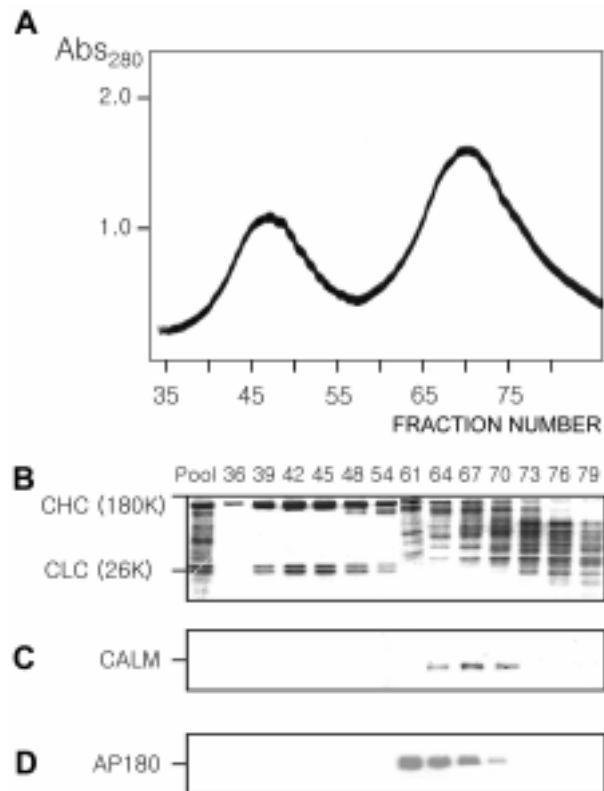 A
Abs280
2.0
1.0
35 45 55 65 75
FRACTION NUMBER
B
Pool 36 39 42 45 48 54 61 64 67 70 73 76 79
CHC (180K)
CLC (26K)
C
CALM
D
AP180